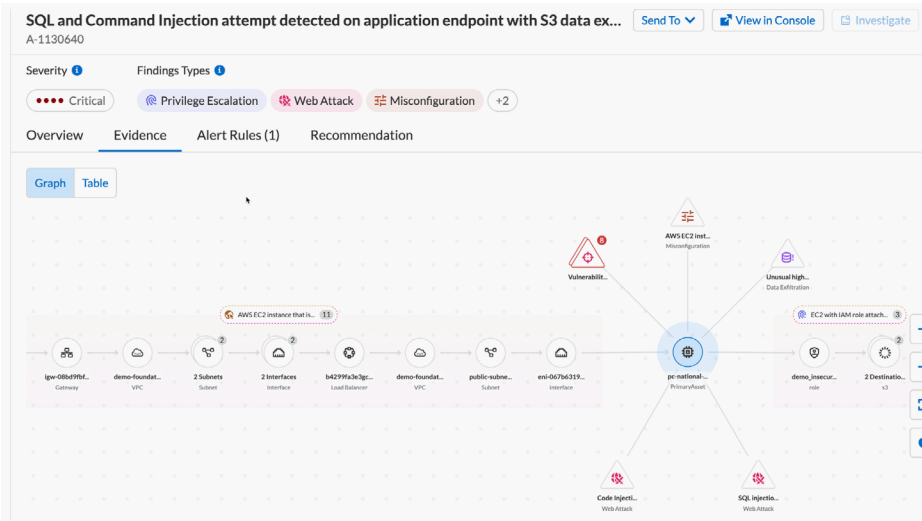 SQL and Command Injection attempt detected on application endpoint with S3 data ex...
Send To
View in Console
Investigate
A-1130640
Severity
Findings Types
Critical
Privilege Escalation
Web Attack
Misconfiguration
+2
Overview
Evidence
Alert Rules (1)
Recommendation
Graph
Table
AWS EC2 inst...
Misconfiguration
8
Vulnerabilit...
Unusual high...
Data Exfiltration
AWS EC2 instance that is... 11
EC2 with IAM role attach... 3
igw-08bd9fbf...
Gateway
demo-foundat...
VPC
2
2 Subnets
Subnet
2
2 Interfaces
Interface
b4299fa3e3gc...
Load Balancer
demo-foundat...
VPC
public-subne...
Subnet
eni-067b6319...
Interface
pc-national-...
PrimaryAsset
demo_insecur...
role
2
2 Destinatio...
s3
Code Injecti...
Web Attack
SQL injectio...
Web Attack